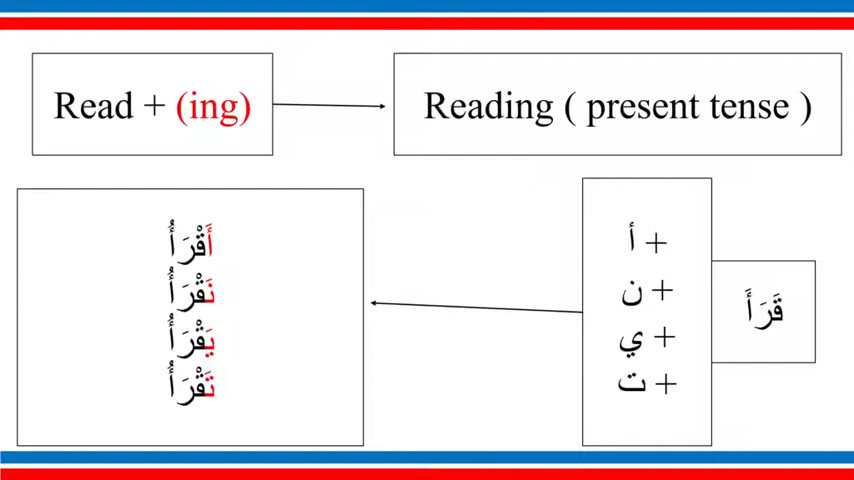 Read + (ing)
Reading ( present tense )
قَرَأَ
+ أ
+ ن
+ ي
+ ت
أَقْرَأُ
نَقْرَأُ
يَقْرَأُ
تَقْرَأُ